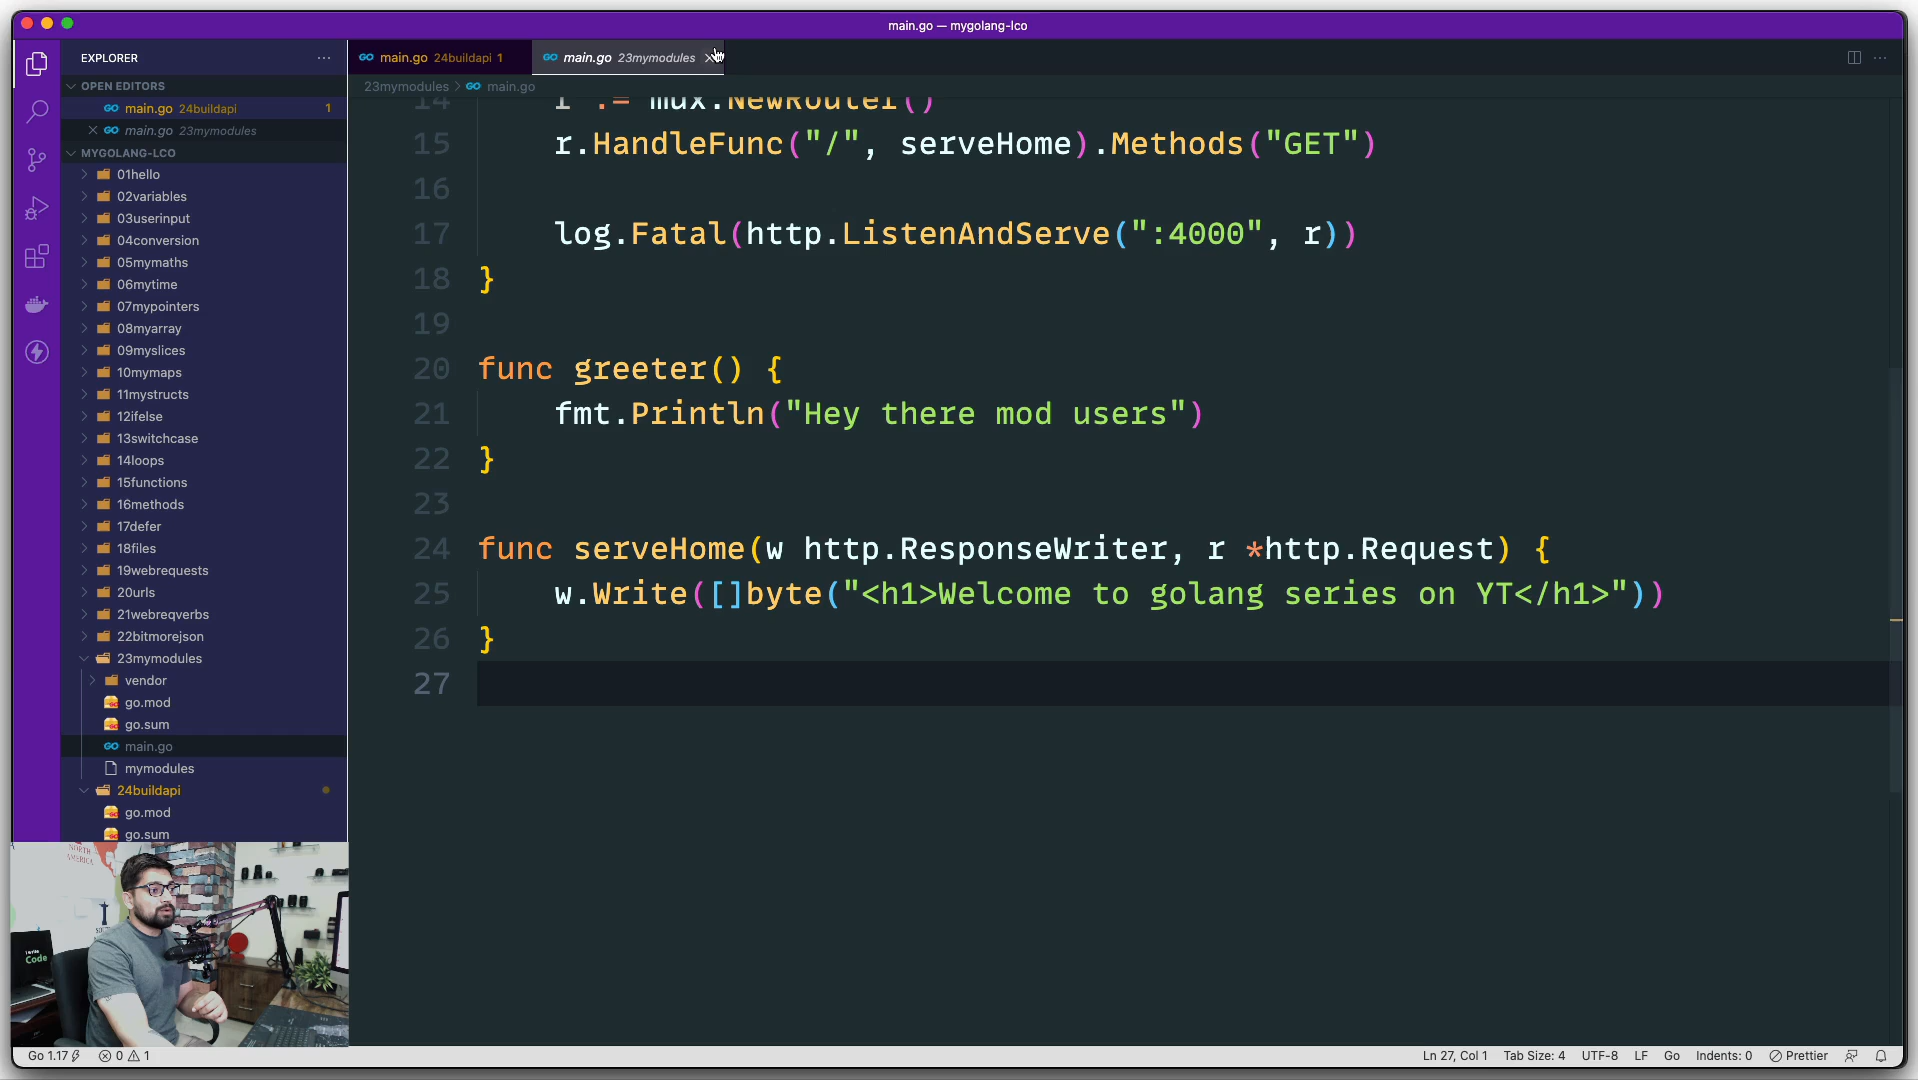 main.go — mygolang-lco
EXPLORER
main.go 24buildapi 1
main.go 23mymodules
OPEN EDITORS
main.go 24buildapi 1
main.go 23mymodules
MYGOLANG-LCO
01hello
02variables
03userinput
04conversion
05mymaths
06mytime
07mypointers
08myarray
09myslices
10mymaps
11mystructs
12ifelse
13switchcase
14loops
15functions
16methods
17defer
18files
19webrequests
20urls
21webreqverbs
22bitmorejson
23mymodules
vendor
go.mod
go.sum
main.go
mymodules
24buildapi
go.mod
go.sum
23mymodules > main.go
14 r := mux.NewRouter()
15 r.HandleFunc("/", serveHome).Methods("GET")
16
17 log.Fatal(http.ListenAndServe(":4000", r))
18 }
19
20 func greeter() {
21 fmt.Println("Hey there mod users")
22 }
23
24 func serveHome(w http.ResponseWriter, r *http.Request) {
25 w.Write([]byte("<h1>Welcome to golang series on YT</h1>"))
26 }
27
NORTH
AMERICA
Code
Go 1.17 0 1
Ln 27, Col 1 Tab Size: 4 UTF-8 LF Go Indents: 0 Prettier